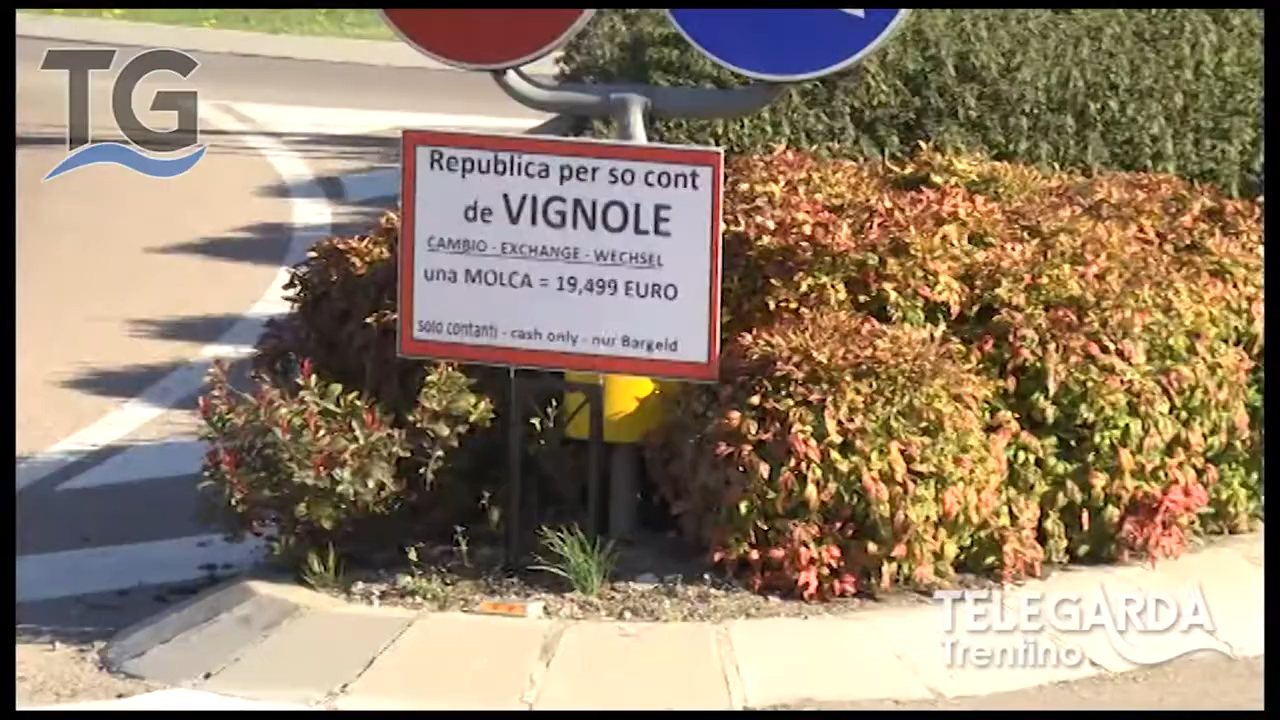 TG
Republica per so cont
de VIGNOLE
CAMBIO - EXCHANGE - WECHSEL
una MOLCA = 19,499 EURO
Solo contanti - cash only - nur Bargeld
TELEGARDA
Trentino